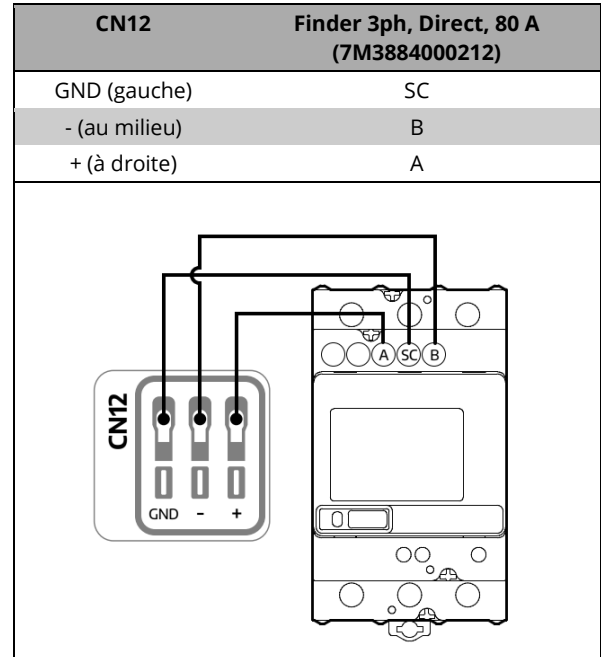 CN12 Finder 3ph, Direct, 80 A
(7M3884000212)
GND (gauche) SC
- (au milieu) B
+ (à droite) A
A SC B
CN12
GND - +